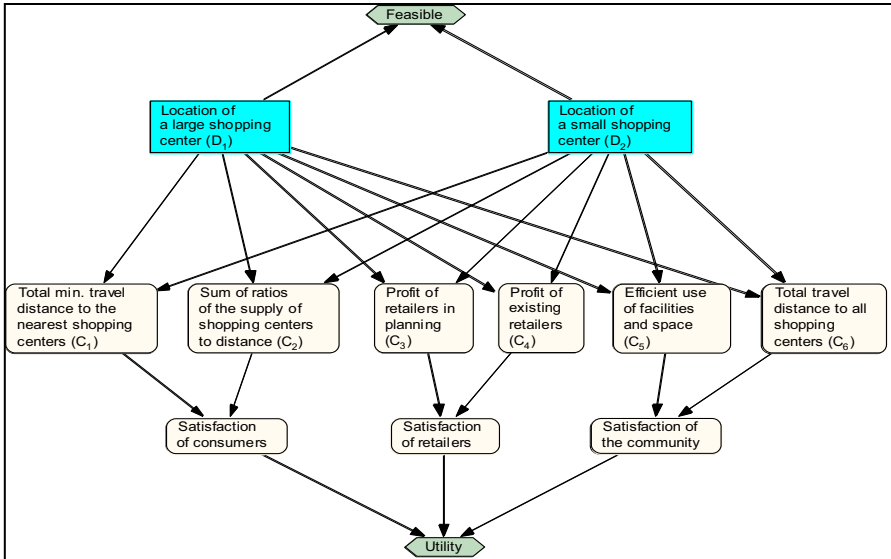 Feasible
Location of
a large shopping
center (D₁)
Location of
a small shopping
center (D₂)
Total min. travel
distance to the
nearest shopping
centers (C₁)
Sum of ratios
of the supply of
shopping centers
to distance (C₂)
Profit of
retailers in
planning
(C₃)
Profit of
existing
retailers
(C₄)
Efficient use
of facilities
and space
(C₅)
Total travel
distance to all
shopping
centers (C₆)
Satisfaction
of consumers
Satisfaction
of retailers
Satisfaction of
the community
Utility